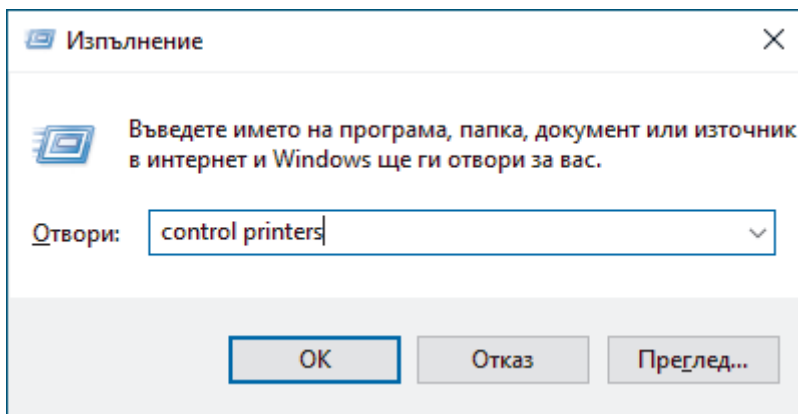 Изпълнение
Въведете името на програма, папка, документ или източник
в интернет и Windows ще ги отвори за вас.
Отвори: control printers
OK Отказ Преглед...